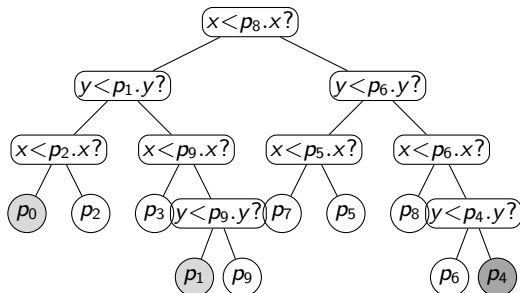 x<p₈.x?
y<p₁.y? y<p₆.y?
x<p₂.x? x<p₉.x? x<p₅.x? x<p₆.x?
p₀ p₂ p₃ y<p₉.y? p₇ p₅ p₈ y<p₄.y?
p₁ p₉ p₆ p₄